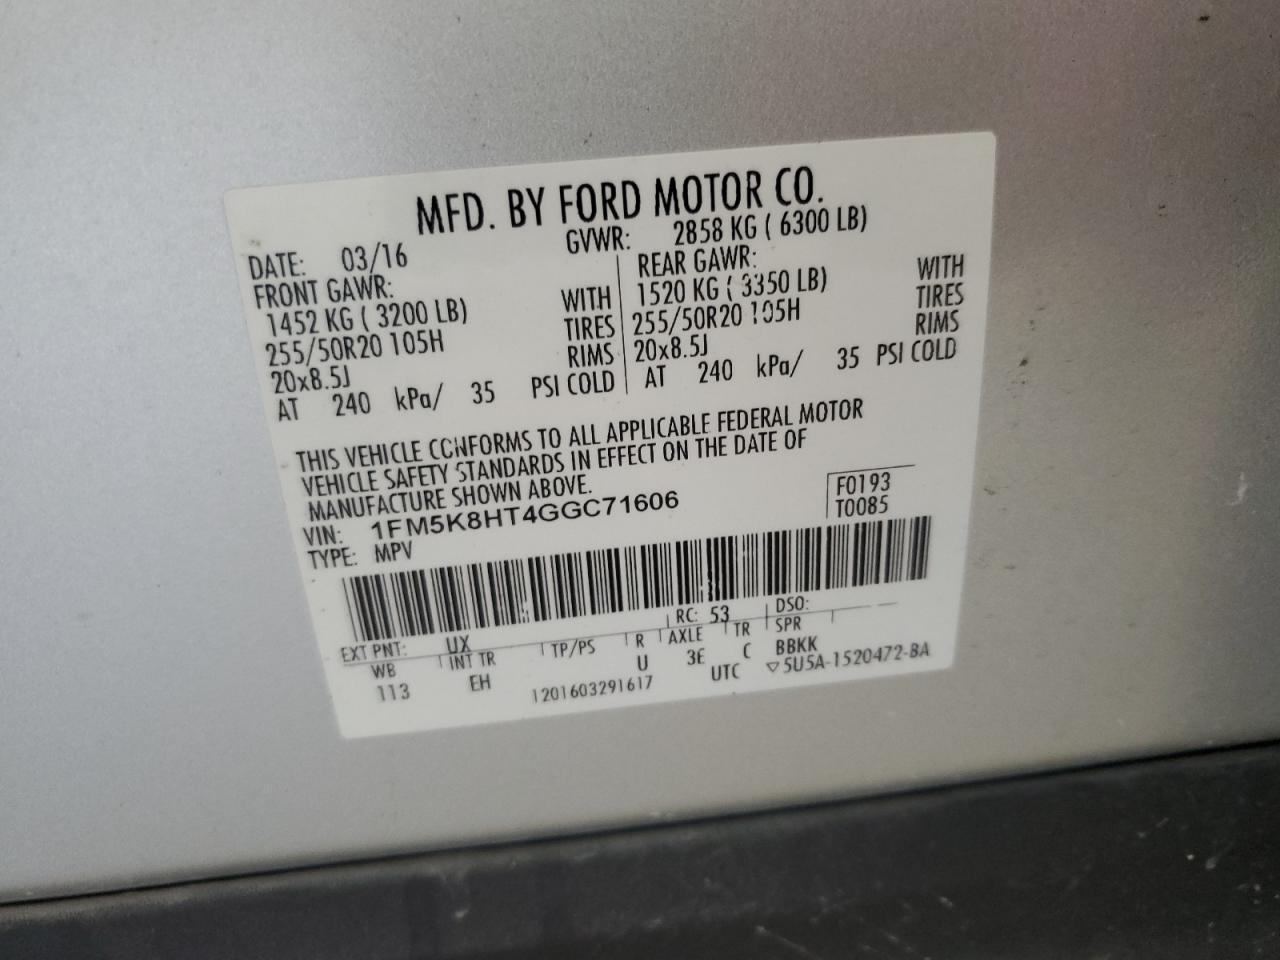 MFD. BY FORD MOTOR CO.
DATE: 03/16 GVWR: 2858 KG ( 6300 LB)
FRONT GAWR: REAR GAWR:
1452 KG ( 3200 LB) WITH 1520 KG ( 3350 LB) WITH
255/50R20 105H TIRES 255/50R20 105H TIRES
20x8.5J RIMS 20x8.5J RIMS
AT 240 kPa/ 35 PSI COLD AT 240 kPa/ 35 PSI COLD
THIS VEHICLE CONFORMS TO ALL APPLICABLE FEDERAL MOTOR
VEHICLE SAFETY STANDARDS IN EFFECT ON THE DATE OF
MANUFACTURE SHOWN ABOVE.
VIN: 1FM5K8HT4GGC71606 F0193
TYPE: MPV T0085
EXT PNT: UX RC: 53 DSO:
WB INT TR TP/PS R AXLE TR SPR
113 EH U 3E C BBKK
1201603291617 UTC ▽5U5A-1520472-BA